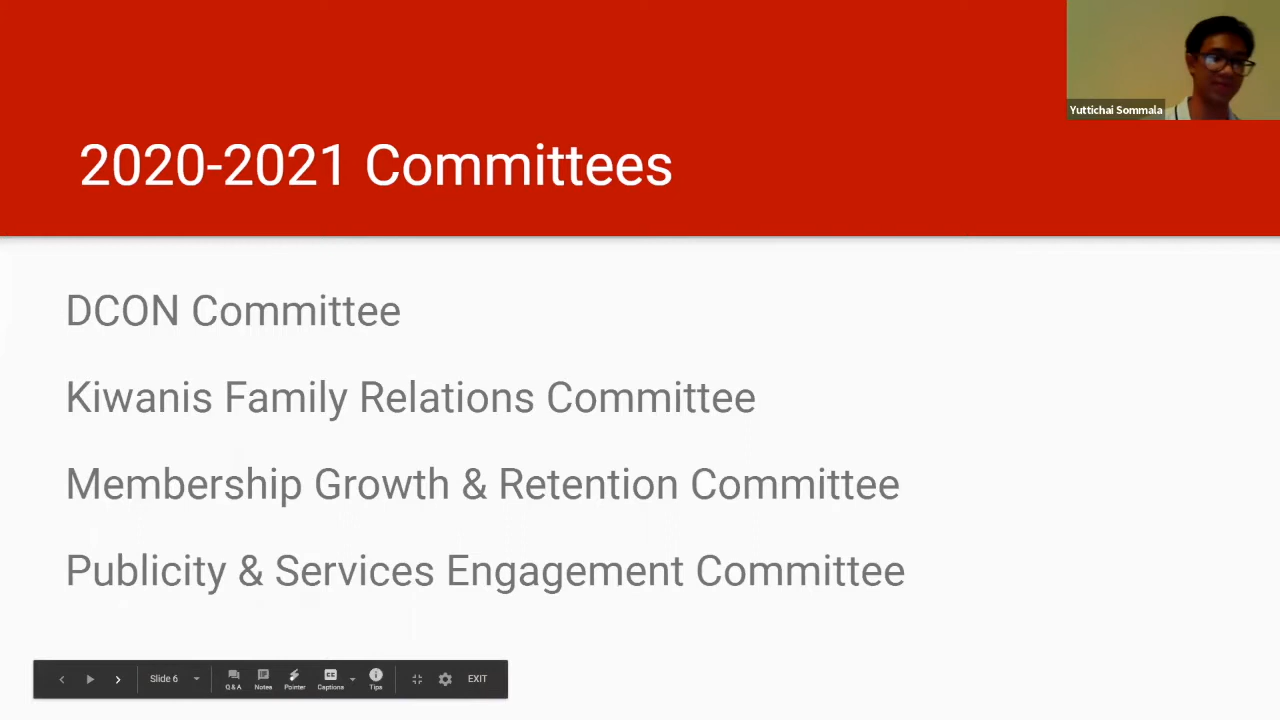 Yuttichai Sommala
2020-2021 Committees
DCON Committee
Kiwanis Family Relations Committee
Membership Growth & Retention Committee
Publicity & Services Engagement Committee
Slide 6
Q&A
Notes
Pointer
CC
Captions
Tips
EXIT